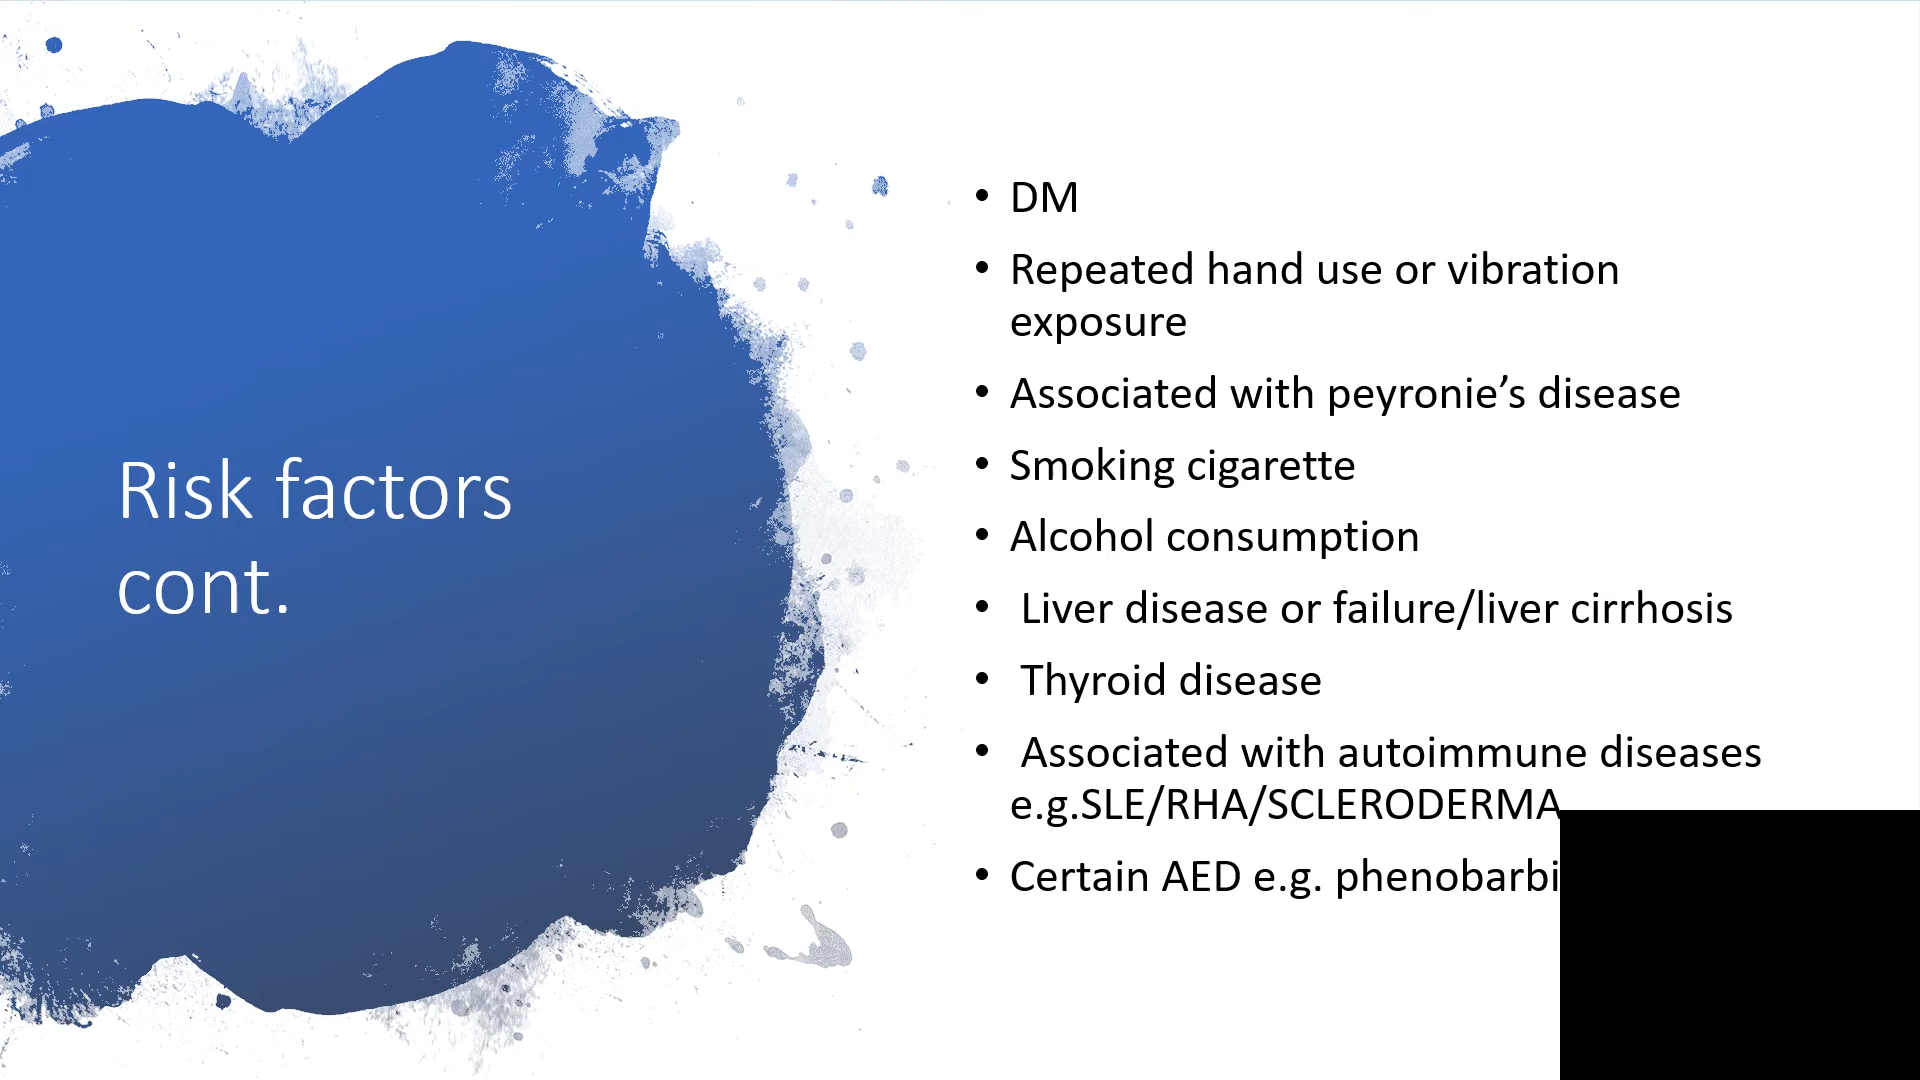 Risk factors
cont.
• DM
• Repeated hand use or vibration
exposure
• Associated with peyronie’s disease
• Smoking cigarette
• Alcohol consumption
• Liver disease or failure/liver cirrhosis
• Thyroid disease
• Associated with autoimmune diseases
e.g.SLE/RHA/SCLERODERMA
• Certain AED e.g.